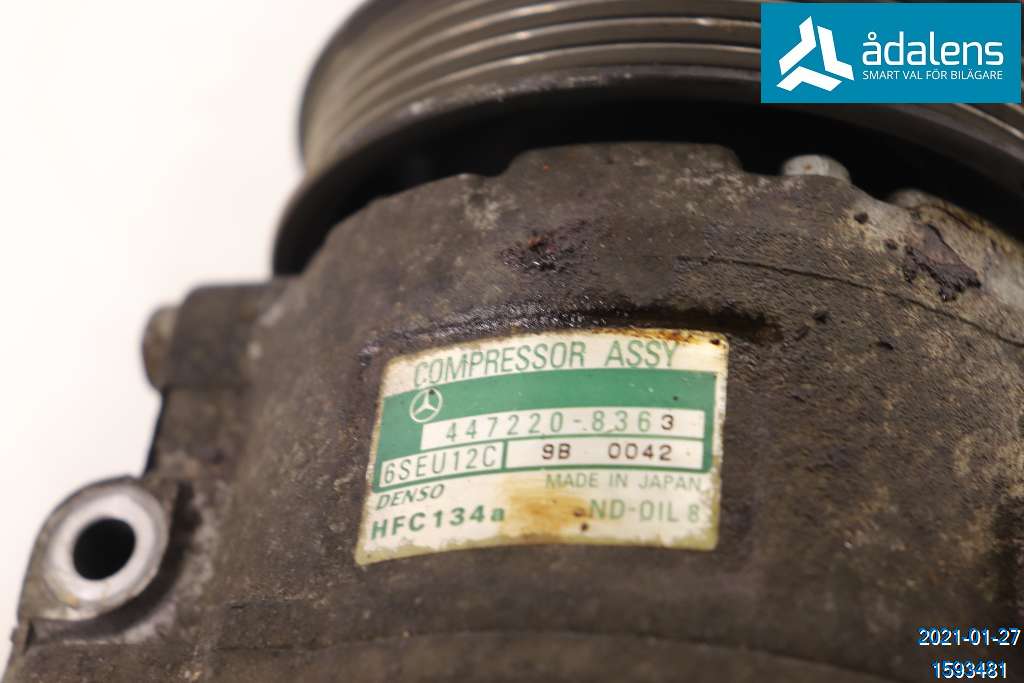 ådalens
SMART VAL FÖR BILÄGARE
COMPRESSOR ASSY
447220-8363
6SEU12C 9B 0042
DENSO MADE IN JAPAN
HFC134a ND-OIL 8
2021-01-27
1593481